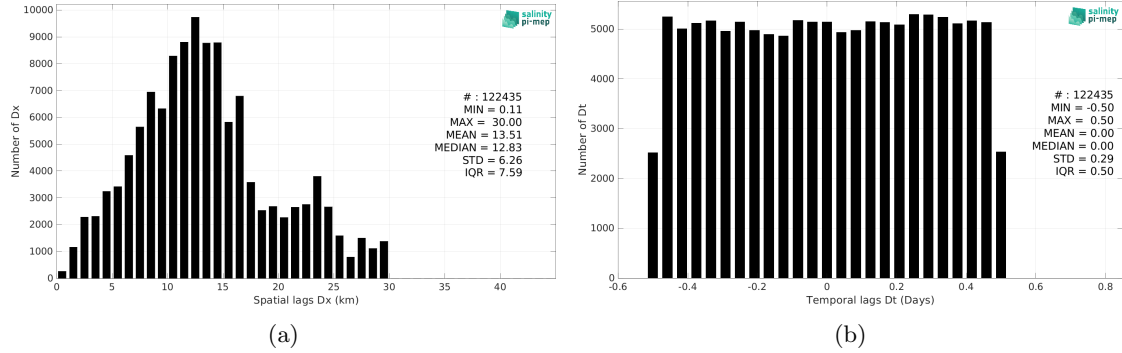 10000
9000
8000
7000
6000
5000
4000
3000
2000
1000
0
Number of Dx
0 5 10 15 20 25 30 35 40
Spatial lags Dx (km)
salinity
pi-mep
# : 122435
MIN = 0.11
MAX = 30.00
MEAN = 13.51
MEDIAN = 12.83
STD = 6.26
IQR = 7.59
(a)
5000
4000
3000
2000
1000
0
Number of Dt
-0.6 -0.4 -0.2 0 0.2 0.4 0.6 0.8
Temporal lags Dt (Days)
salinity
pi-mep
# : 122435
MIN = -0.50
MAX = 0.50
MEAN = 0.00
MEDIAN = 0.00
STD = 0.29
IQR = 0.50
(b)